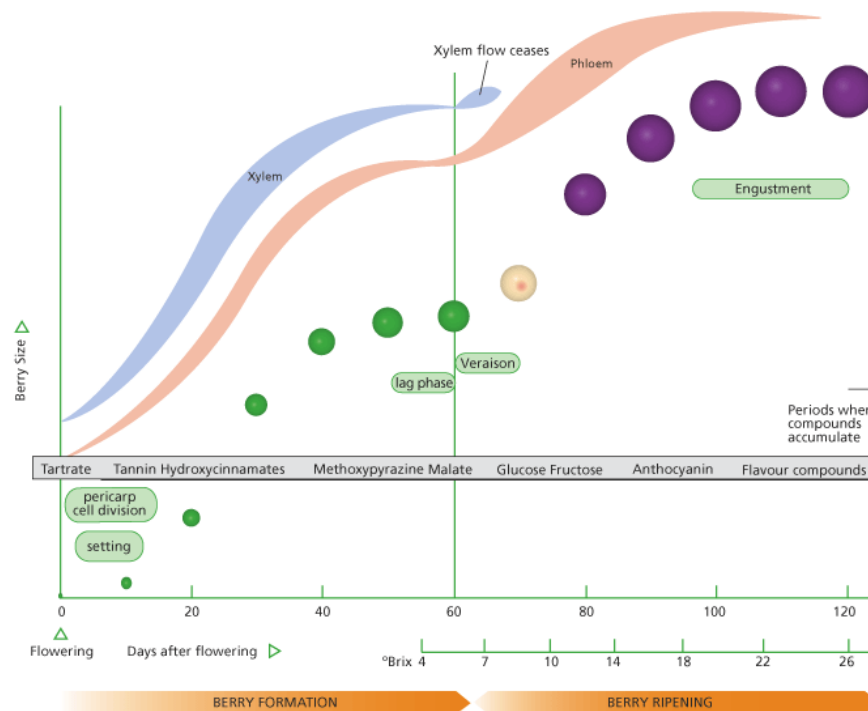 Xylem flow ceases
Phloem
Xylem
Engustment
Berry Size
Veraison
lag phase
Periods when
compounds
accumulate
Tartrate Tannin Hydroxycinnamates Methoxypyrazine Malate Glucose Fructose Anthocyanin Flavour compounds
pericarp
cell division
setting
0 20 40 60 80 100 120
Flowering Days after flowering
ºBrix 4 7 10 14 18 22 26
BERRY FORMATION BERRY RIPENING